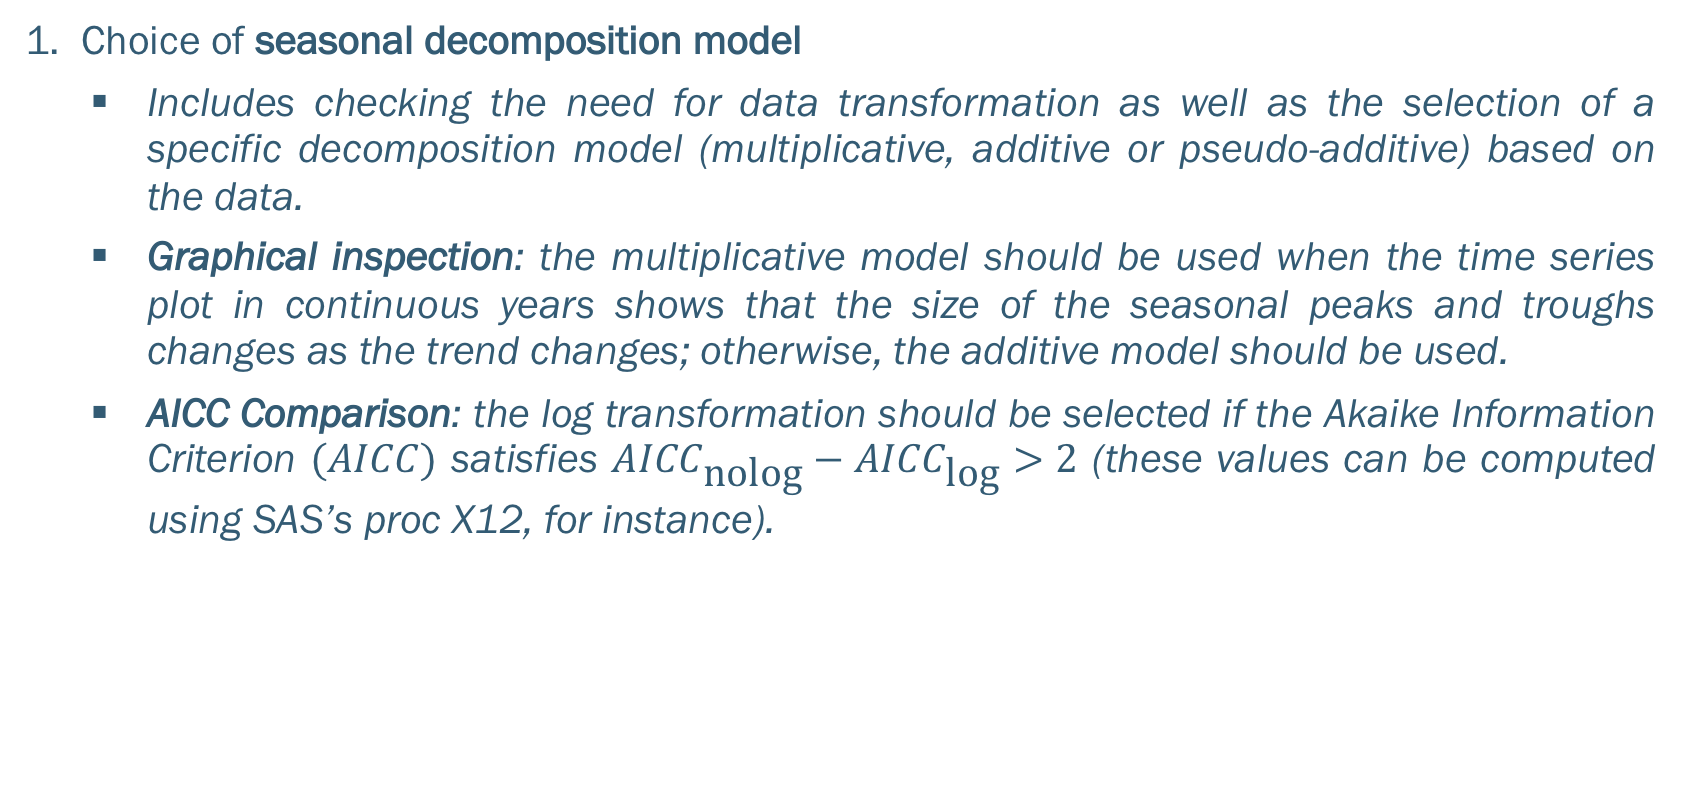 1. Choice of seasonal decomposition model
▪ Includes checking the need for data transformation as well as the selection of a
specific decomposition model (multiplicative, additive or pseudo-additive) based on
the data.
▪ Graphical inspection: the multiplicative model should be used when the time series
plot in continuous years shows that the size of the seasonal peaks and troughs
changes as the trend changes; otherwise, the additive model should be used.
▪ AICC Comparison: the log transformation should be selected if the Akaike Information
Criterion (AICC) satisfies AICC_nolog − AICC_log > 2 (these values can be computed
using SAS’s proc X12, for instance).